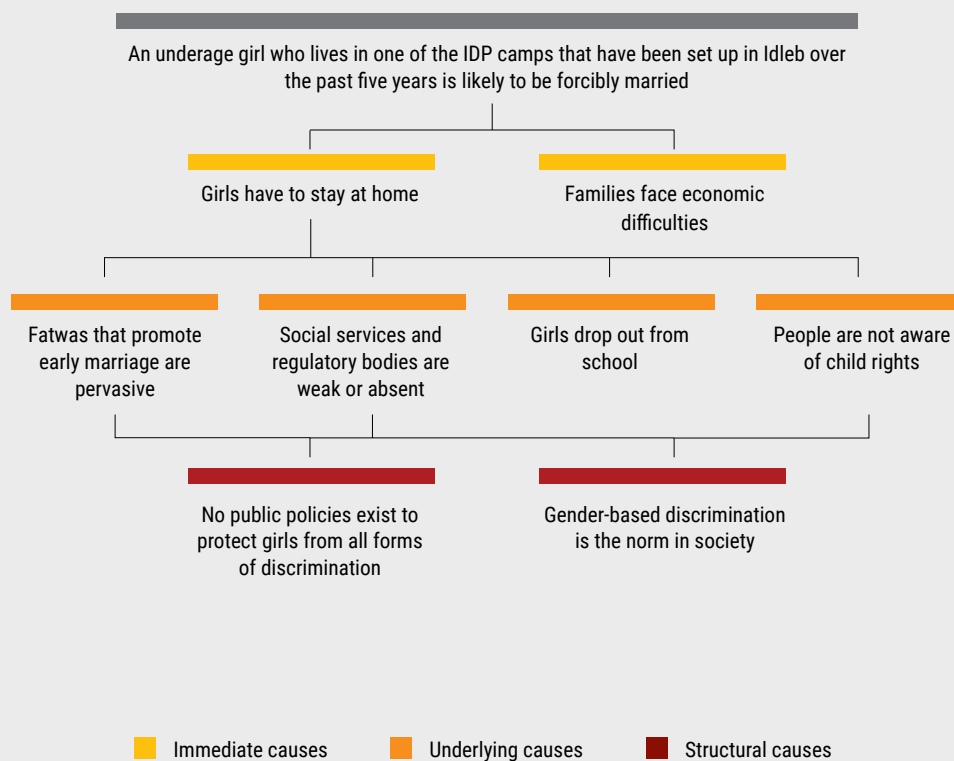 An underage girl who lives in one of the IDP camps that have been set up in Idleb over
the past five years is likely to be forcibly married
Girls have to stay at home
Families face economic
difficulties
Fatwas that promote
early marriage are
pervasive
Social services and
regulatory bodies are
weak or absent
Girls drop out from
school
People are not aware
of child rights
No public policies exist to
protect girls from all forms
of discrimination
Gender-based discrimination
is the norm in society
Immediate causes
Underlying causes
Structural causes